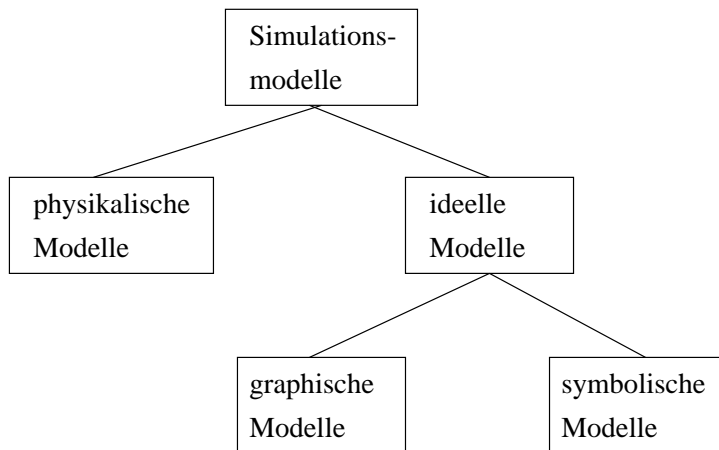 Simulations-
modelle
physikalische
Modelle
ideelle
Modelle
graphische
Modelle
symbolische
Modelle